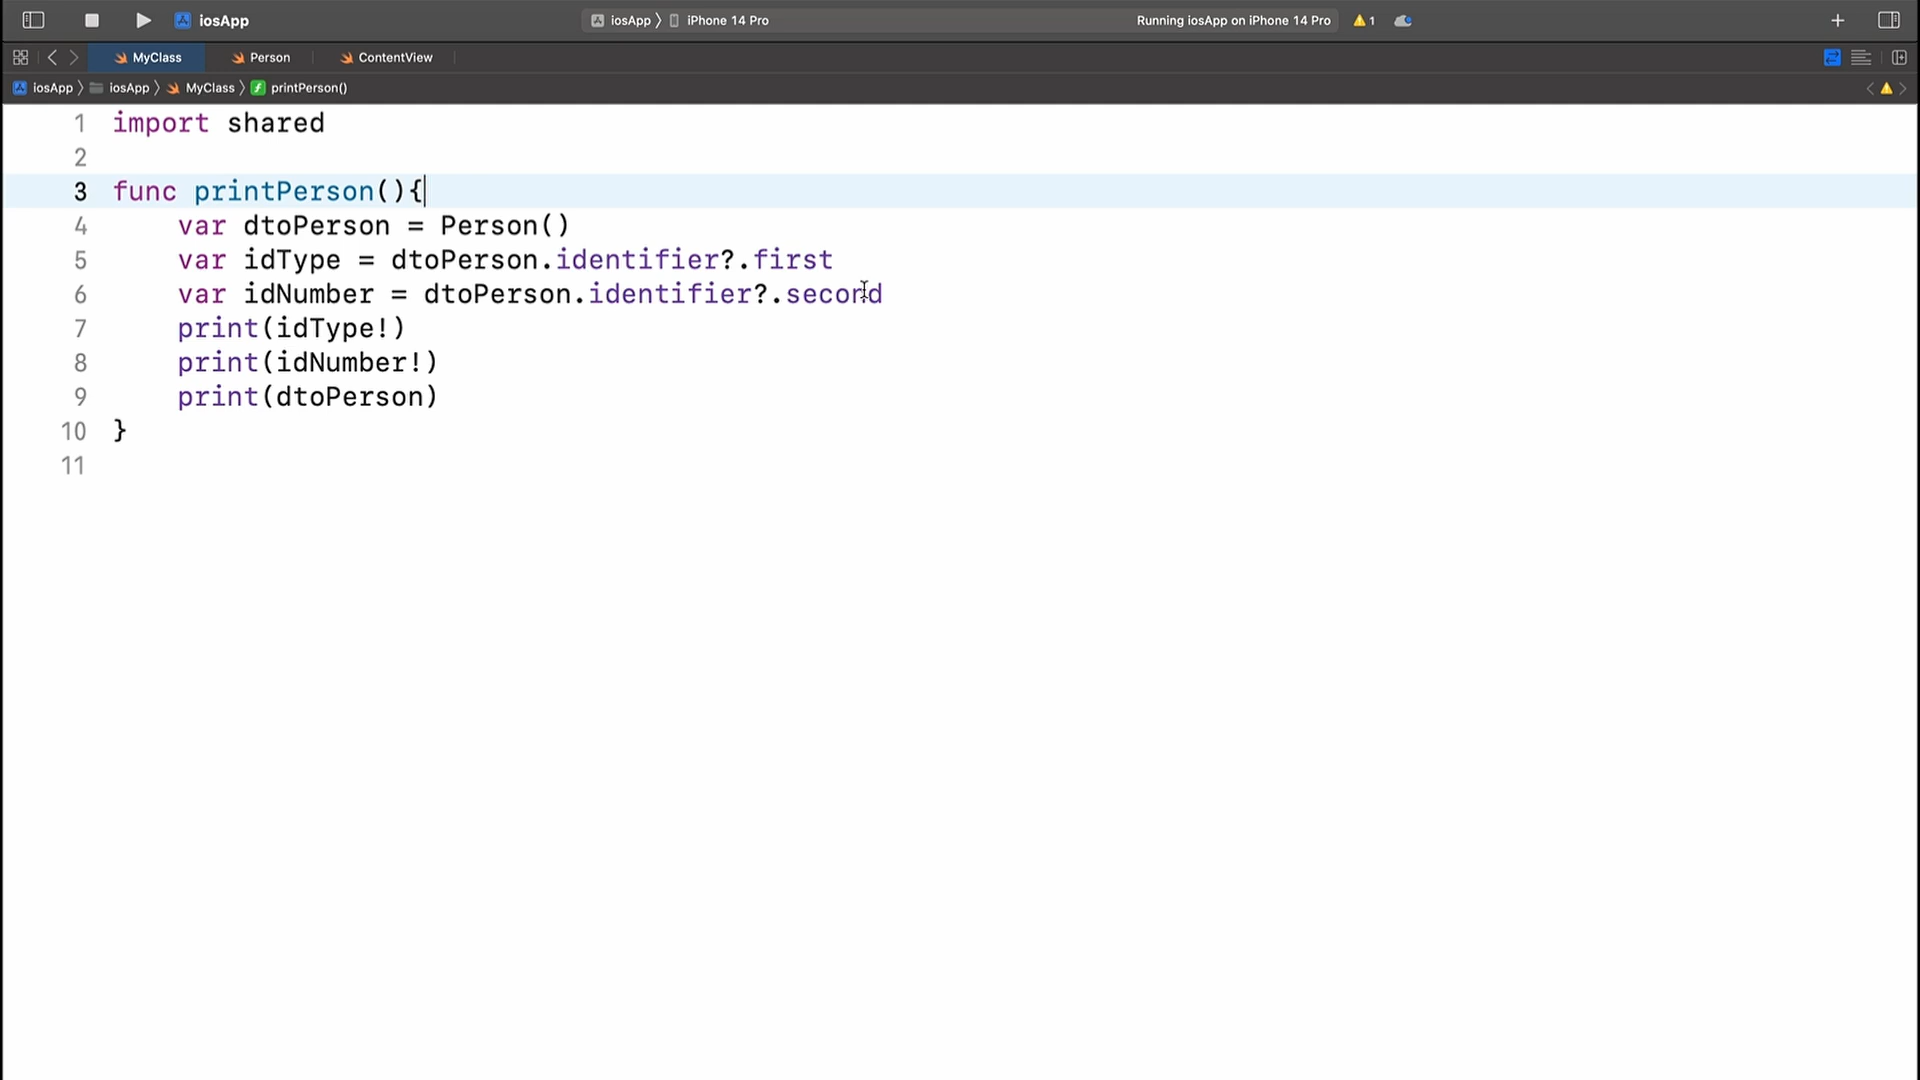 iosApp
iosApp 〉 iPhone 14 Pro
Running iosApp on iPhone 14 Pro
1
MyClass
Person
ContentView
iosApp 〉 iosApp 〉 MyClass 〉 printPerson()
1 import shared
2
3 func printPerson(){
4     var dtoPerson = Person()
5     var idType = dtoPerson.identifier?.first
6     var idNumber = dtoPerson.identifier?.second
7     print(idType!)
8     print(idNumber!)
9     print(dtoPerson)
10 }
11